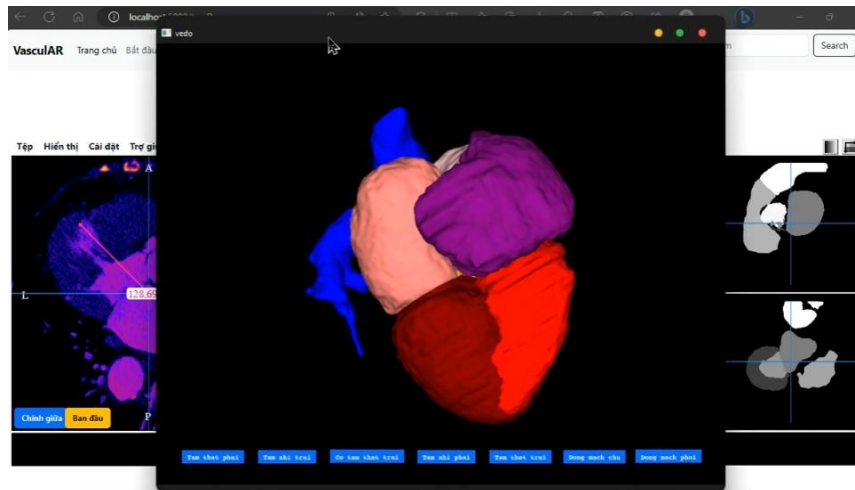 localhost
vedo
VasculAR Trang chủ Bắt đầu
Search
Tệp Hiển thị Cài đặt
A
L
128.69
Chính giữa Ban đầu P
Tam that phai Tam nhi trai Co tam that trai Tam nhi phai Tam that trai Dong mach chu Dong mach phoi